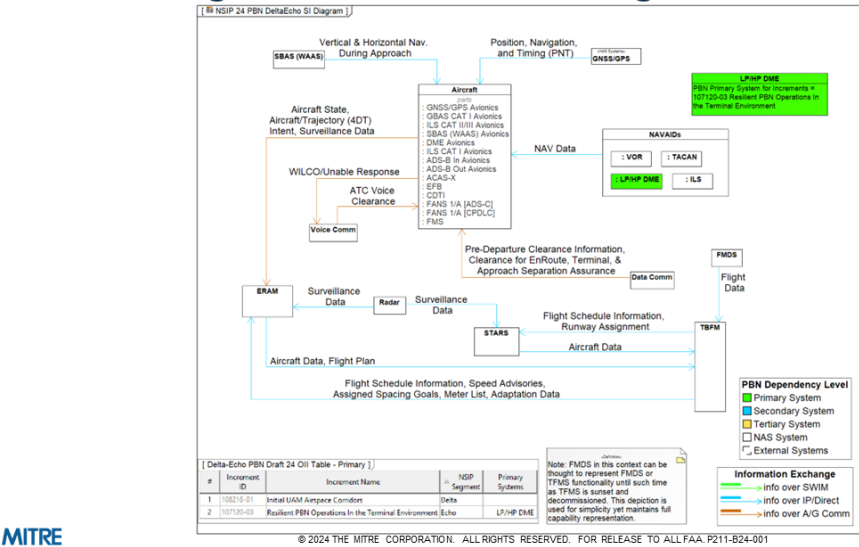 [ NSIP 24 PBN DeltaEcho SI Diagram ]
Vertical & Horizontal Nav.
During Approach
Position, Navigation,
and Timing (PNT)
SBAS (WAAS)
GNSS/GPS
Aircraft
parts
: GNSS/GPS Avionics
: GBAS CAT I Avionics
: ILS CAT II/III Avionics
: SBAS (WAAS) Avionics
: DME Avionics
: ILS CAT I Avionics
: ADS-B In Avionics
: ADS-B Out Avionics
: ACAS-X
: EFB
: CDTI
: FANS 1/A [ADS-C]
: FANS 1/A [CPDLC]
: FMS
LP/HP DME
PBN Primary System for Increments =
107120-03 Resilient PBN Operations In
the Terminal Environment
Aircraft State,
Aircraft/Trajectory (4DT)
Intent, Surveillance Data
NAV Data
NAVAIDs
: VOR
: TACAN
: LP/HP DME
: ILS
WILCO/Unable Response
ATC Voice
Clearance
Voice Comm
Pre-Departure Clearance Information,
Clearance for EnRoute, Terminal, &
Approach Separation Assurance
Data Comm
FMDS
Flight
Data
ERAM
Surveillance
Data
Radar
Surveillance
Data
STARS
Flight Schedule Information,
Runway Assignment
TBFM
Aircraft Data
Aircraft Data, Flight Plan
Flight Schedule Information, Speed Advisories,
Assigned Spacing Goals, Meter List, Adaptation Data
PBN Dependency Level
Primary System
Secondary System
Tertiary System
NAS System
External Systems
[ Delta-Echo PBN Draft 24 OII Table - Primary ]
# Increment ID Increment Name NSIP Segment Primary Systems
1 108216-01 Initial UAM Airspace Corridors Delta
2 107120-03 Resilient PBN Operations In the Terminal Environment Echo LP/HP DME
Note: FMDS in this context can be
thought to represent FMDS or
TFMS functionality until such time
as TFMS is sunset and
decommissioned. This depiction is
used for simplicity yet maintains full
capability representation.
Information Exchange
info over SWIM
info over IP/Direct
info over A/G Comm
MITRE
© 2024 THE MITRE CORPORATION. ALL RIGHTS RESERVED. FOR RELEASE TO ALL FAA. P211-B24-001